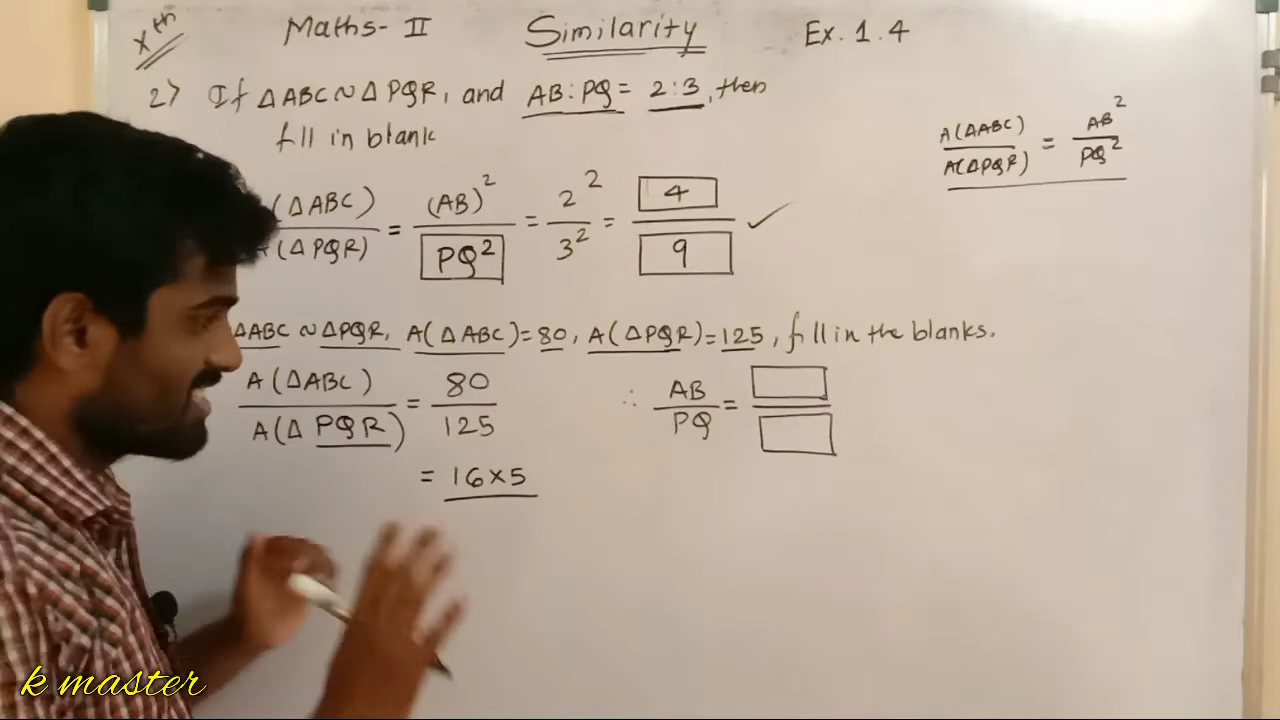 Xth Maths-II Similarity Ex. 1.4
2> If ΔABC ~ ΔPQR, and AB:PQ = 2:3, then
fill in blank
A(ΔABC)/A(ΔPQR) = AB²/PQ²
(ΔABC)/(ΔPQR) = (AB)²/PQ² = 2²/3² = 4/9 ✓
ΔABC ~ ΔPQR, A(ΔABC)=80, A(ΔPQR)=125, fill in the blanks.
A(ΔABC)/A(ΔPQR) = 80/125 ∴ AB/PQ =
= 16×5
k master